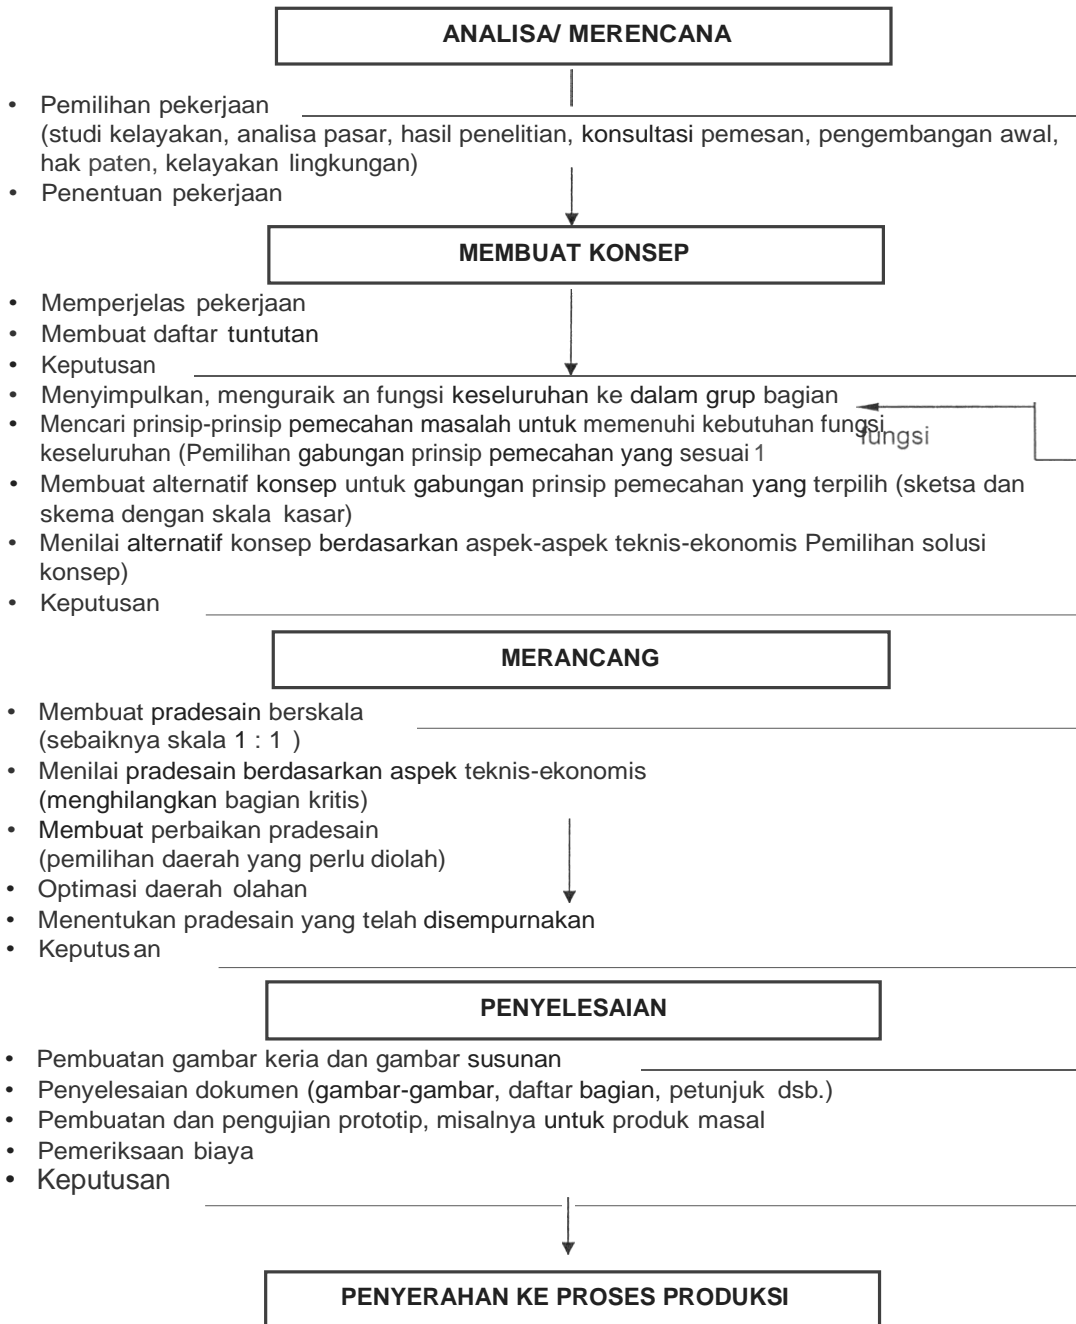 ANALISA/ MERENCANA
• Pemilihan pekerjaan
(studi kelayakan, analisa pasar, hasil penelitian, konsultasi pemesan, pengembangan awal,
hak paten, kelayakan lingkungan)
• Penentuan pekerjaan
MEMBUAT KONSEP
• Memperjelas pekerjaan
• Membuat daftar tuntutan
• Keputusan
• Menyimpulkan, menguraik an fungsi keseluruhan ke dalam grup bagian
fungsi
• Mencari prinsip-prinsip pemecahan masalah untuk memenuhi kebutuhan fungsi
keseluruhan (Pemilihan gabungan prinsip pemecahan yang sesuai 1
• Membuat alternatif konsep untuk gabungan prinsip pemecahan yang terpilih (sketsa dan
skema dengan skala kasar)
• Menilai alternatif konsep berdasarkan aspek-aspek teknis-ekonomis Pemilihan solusi
konsep)
• Keputusan
MERANCANG
• Membuat pradesain berskala
(sebaiknya skala 1 : 1 )
• Menilai pradesain berdasarkan aspek teknis-ekonomis
(menghilangkan bagian kritis)
• Membuat perbaikan pradesain
(pemilihan daerah yang perlu diolah)
• Optimasi daerah olahan
• Menentukan pradesain yang telah disempurnakan
• Keputusan
PENYELESAIAN
• Pembuatan gambar keria dan gambar susunan
• Penyelesaian dokumen (gambar-gambar, daftar bagian, petunjuk dsb.)
• Pembuatan dan pengujian prototip, misalnya untuk produk masal
• Pemeriksaan biaya
• Keputusan
PENYERAHAN KE PROSES PRODUKSI